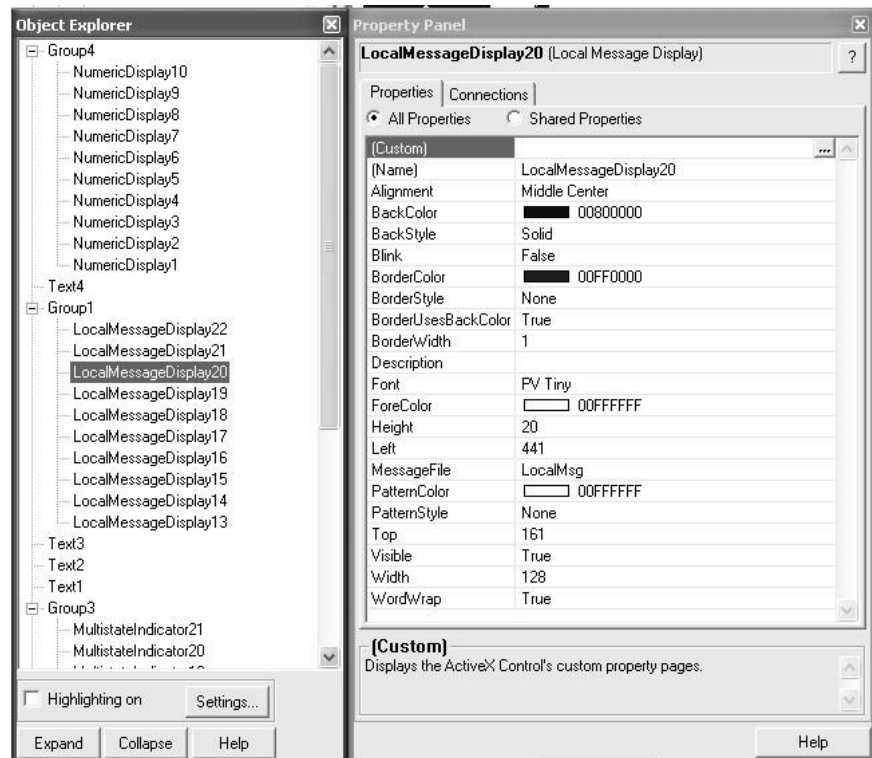 Object Explorer
Group4
NumericDisplay10
NumericDisplay9
NumericDisplay8
NumericDisplay7
NumericDisplay6
NumericDisplay5
NumericDisplay4
NumericDisplay3
NumericDisplay2
NumericDisplay1
Text4
Group1
LocalMessageDisplay22
LocalMessageDisplay21
LocalMessageDisplay20
LocalMessageDisplay19
LocalMessageDisplay18
LocalMessageDisplay17
LocalMessageDisplay16
LocalMessageDisplay15
LocalMessageDisplay14
LocalMessageDisplay13
Text3
Text2
Text1
Group3
MultistateIndicator21
MultistateIndicator20
Highlighting on Settings...
Expand Collapse Help
Property Panel
LocalMessageDisplay20 (Local Message Display) ?
Properties Connections
All Properties Shared Properties
(Custom) ...
(Name) LocalMessageDisplay20
Alignment Middle Center
BackColor 00800000
BackStyle Solid
Blink False
BorderColor 00FF0000
BorderStyle None
BorderUsesBackColor True
BorderWidth 1
Description
Font PV Tiny
ForeColor 00FFFFFF
Height 20
Left 441
MessageFile LocalMsg
PatternColor 00FFFFFF
PatternStyle None
Top 161
Visible True
Width 128
WordWrap True
(Custom)
Displays the ActiveX Control's custom property pages.
Help